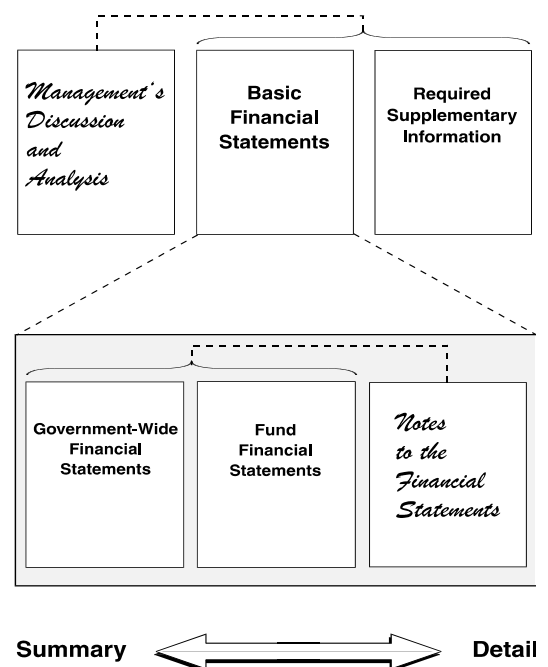 Management's
Discussion
and
Analysis
Basic
Financial
Statements
Required
Supplementary
Information
Government-Wide
Financial
Statements
Fund
Financial
Statements
Notes
to the
Financial
Statements
Summary
Detail